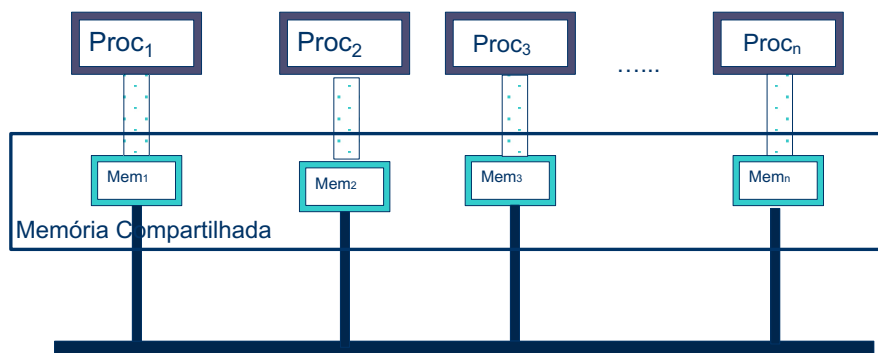 Proc₁ Proc₂ Proc₃ …... Procₙ
Mem₁ Mem₂ Mem₃ Memₙ
Memória Compartilhada